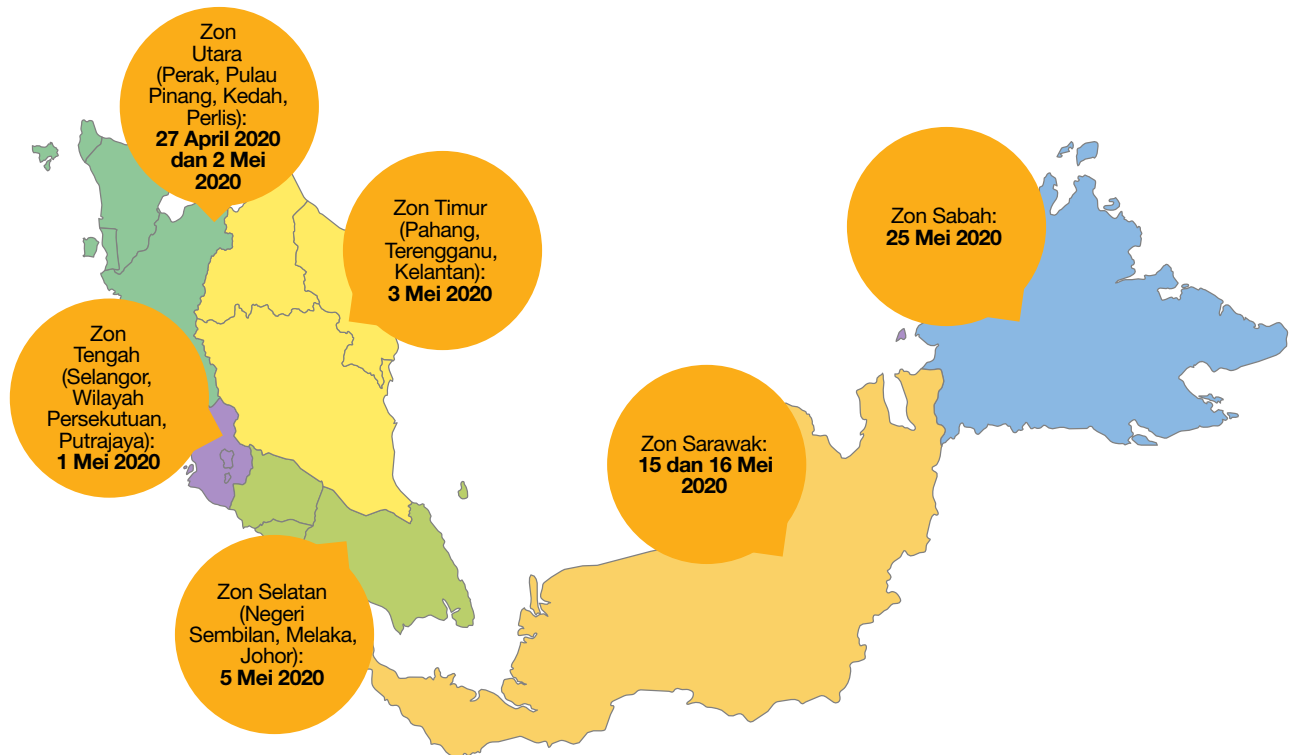 Zon
Utara
(Perak, Pulau
Pinang, Kedah,
Perlis):
27 April 2020
dan 2 Mei
2020
Zon Timur
(Pahang,
Terengganu,
Kelantan):
3 Mei 2020
Zon Sabah:
25 Mei 2020
Zon
Tengah
(Selangor,
Wilayah
Persekutuan,
Putrajaya):
1 Mei 2020
Zon Sarawak:
15 dan 16 Mei
2020
Zon Selatan
(Negeri
Sembilan, Melaka,
Johor):
5 Mei 2020